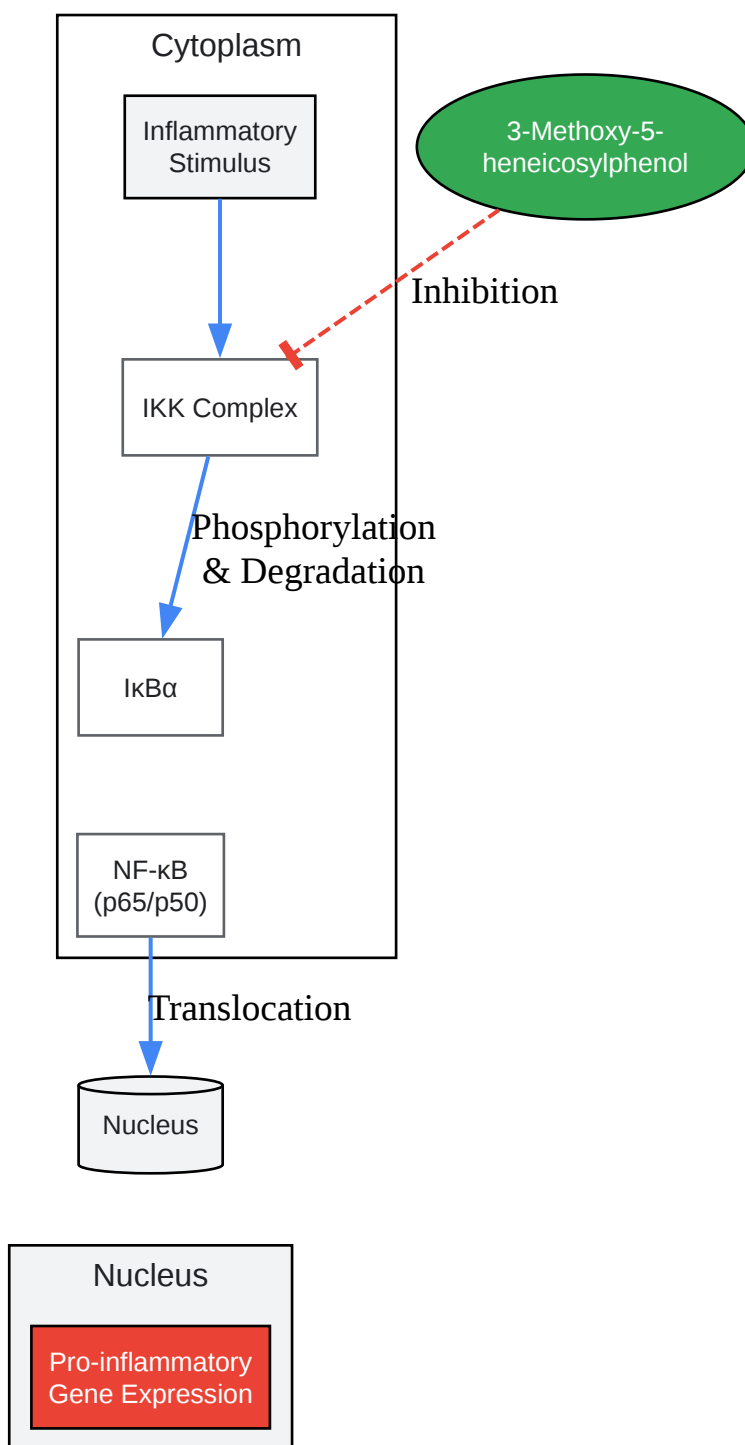 Cytoplasm
Inflammatory
Stimulus
3-Methoxy-5-
heneicosylphenol
Inhibition
IKK Complex
Phosphorylation
& Degradation
IκBα
NF-κB
(p65/p50)
Translocation
Nucleus
Nucleus
Pro-inflammatory
Gene Expression